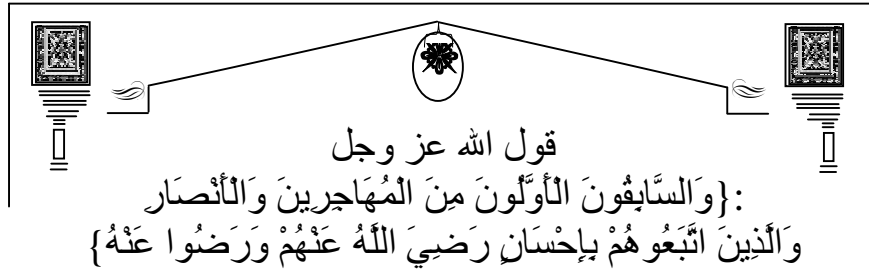 قول الله عز وجل
:{وَالسَّابِقُونَ الْأَوَّلُونَ مِنَ الْمُهَاجِرِينَ وَالْأَنْصَارِ
وَالَّذِينَ اتَّبَعُوهُمْ بِإِحْسَانٍ رَضِيَ اللَّهُ عَنْهُمْ وَرَضُوا عَنْهُ}